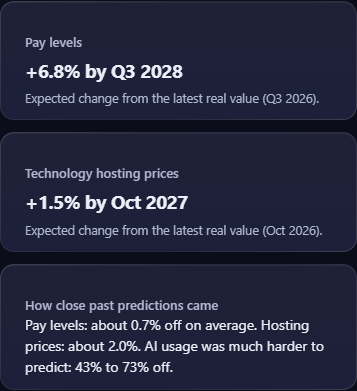 Pay levels
+6.8% by Q3 2028
Expected change from the latest real value (Q3 2026).
Technology hosting prices
+1.5% by Oct 2027
Expected change from the latest real value (Oct 2026).
How close past predictions came
Pay levels: about 0.7% off on average. Hosting
prices: about 2.0%. AI usage was much harder to
predict: 43% to 73% off.